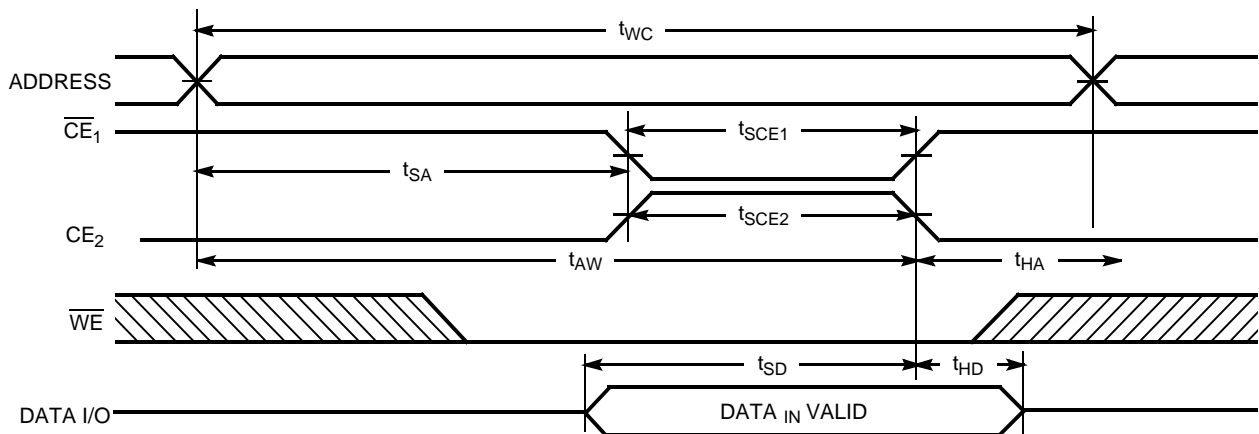 tWC
ADDRESS
CE1
tSCE1
tSA
tSCE2
CE2
tAW
tHA
WE
tSD
tHD
DATA I/O
DATA IN VALID